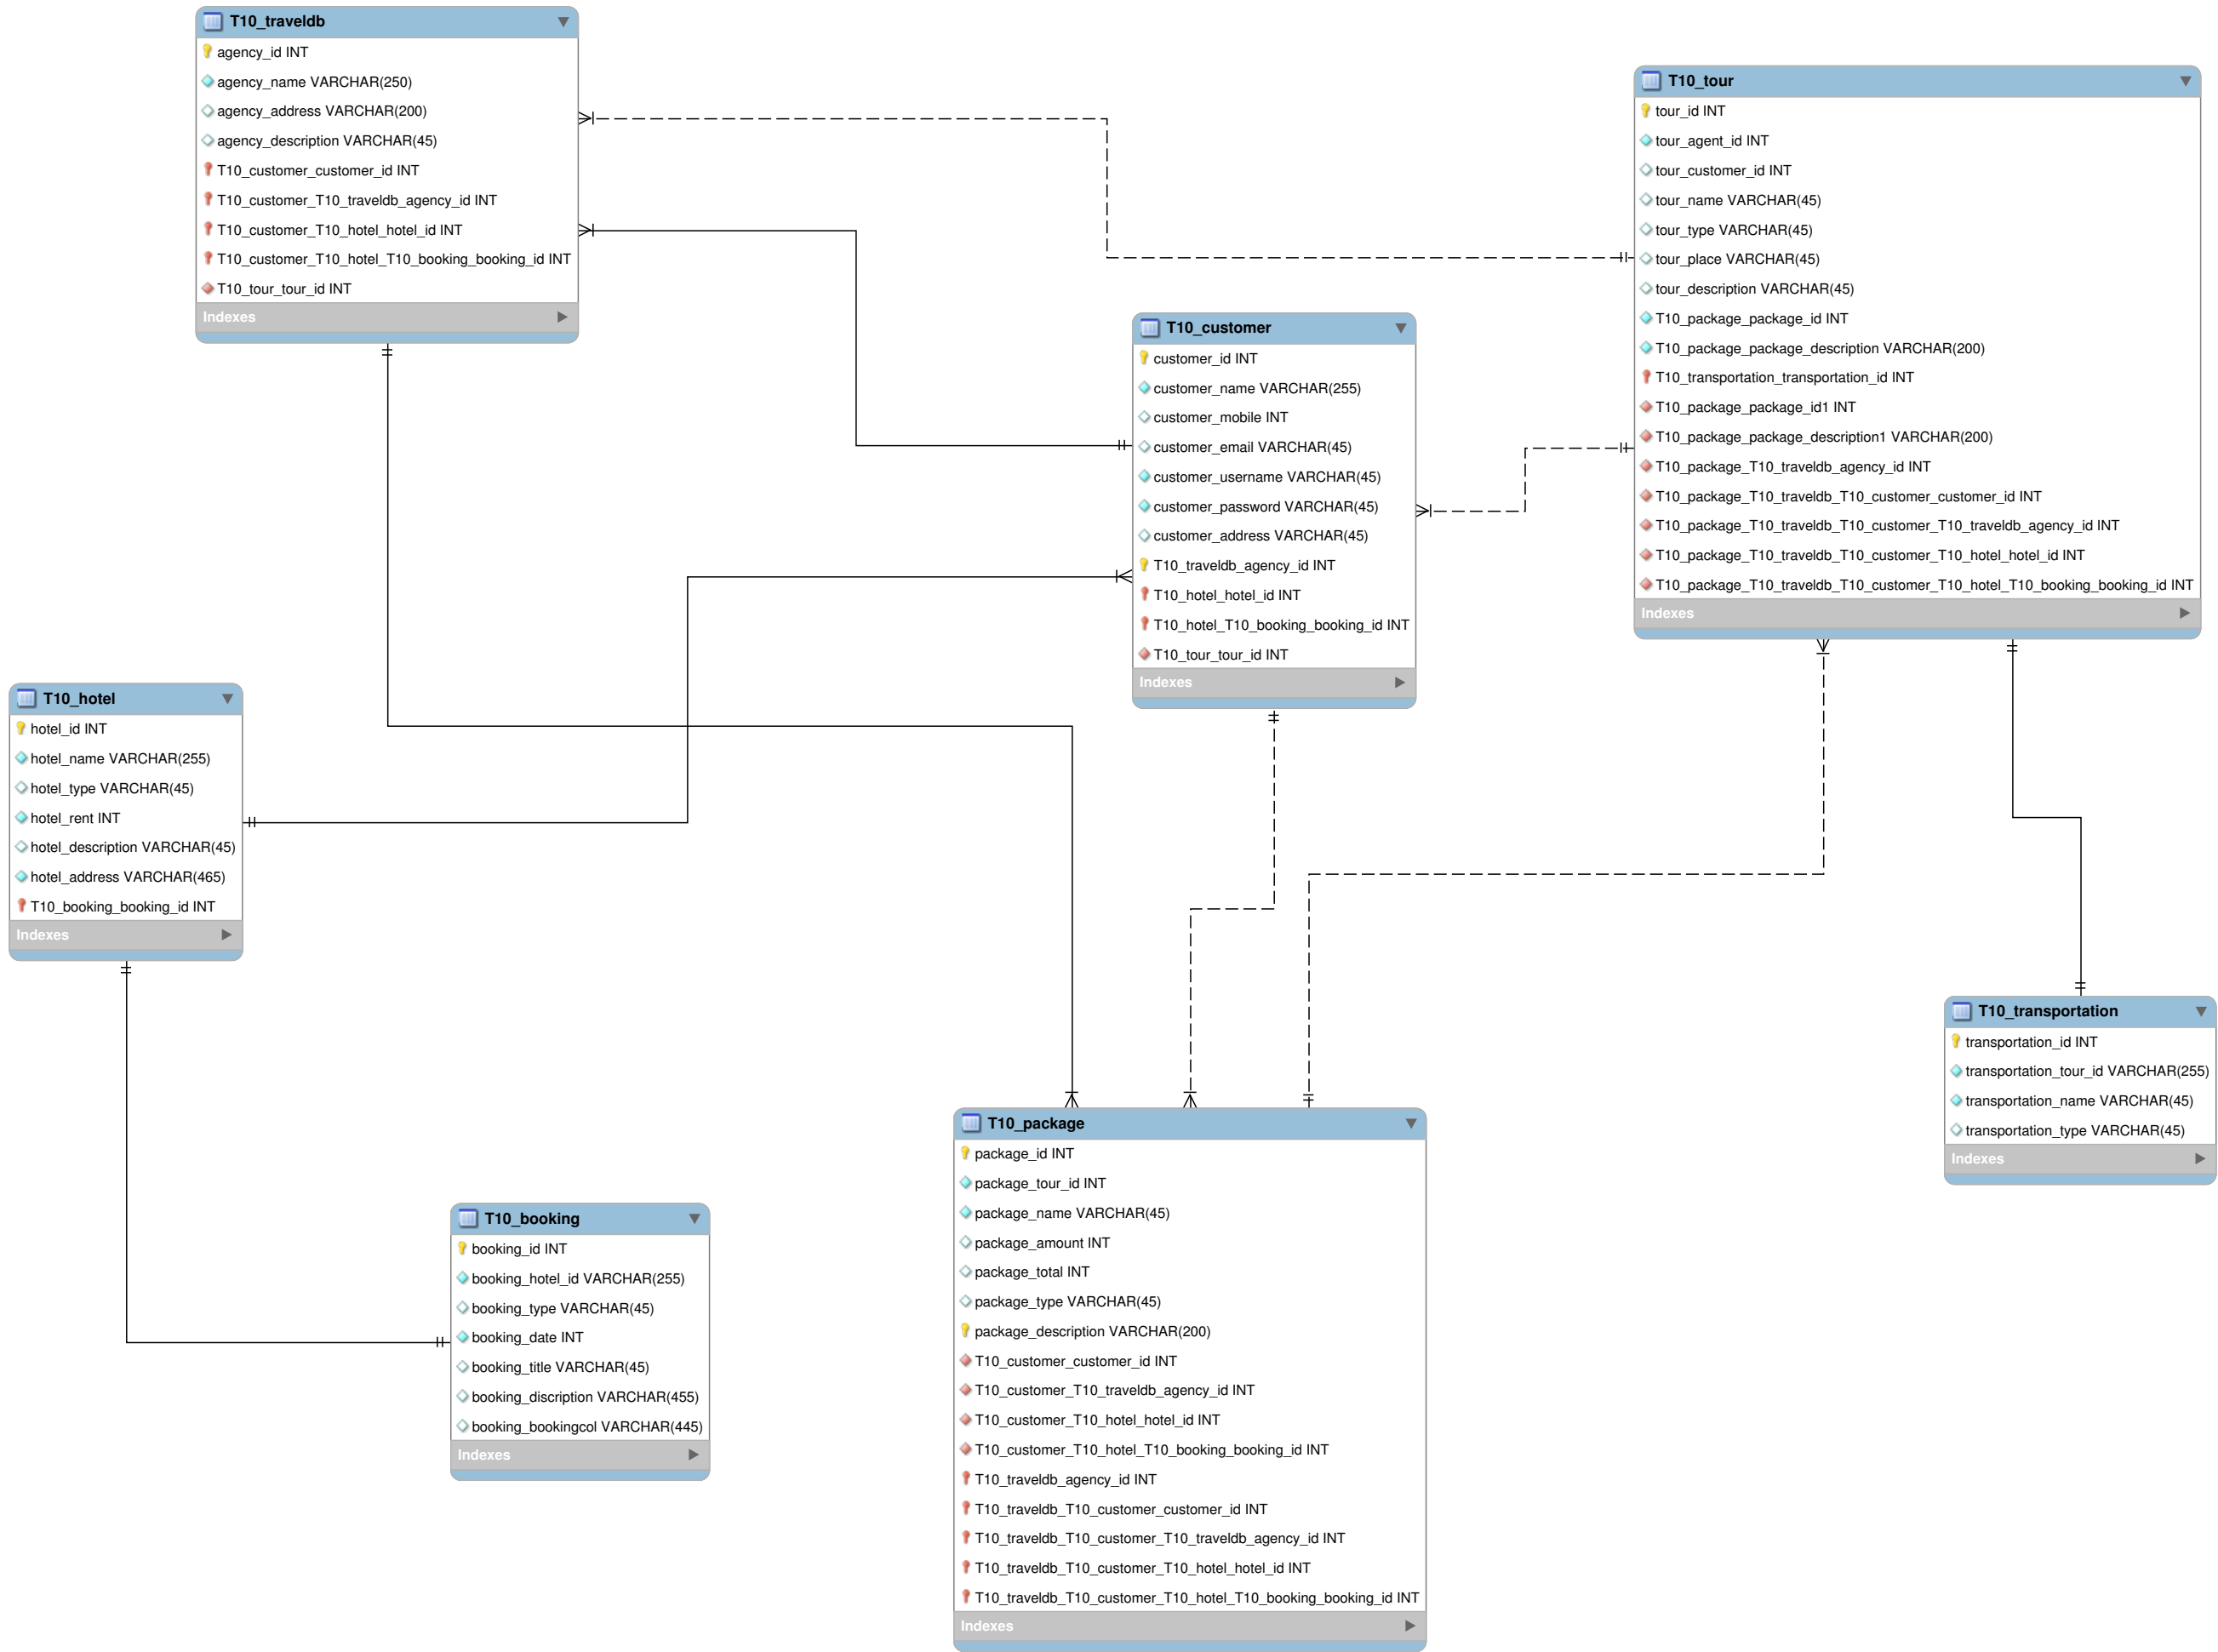 T10_traveldb
agency_id INT
agency_name VARCHAR(250)
agency_address VARCHAR(200)
agency_description VARCHAR(45)
T10_customer_customer_id INT
T10_customer_T10_traveldb_agency_id INT
T10_customer_T10_hotel_hotel_id INT
T10_customer_T10_hotel_T10_booking_booking_id INT
T10_tour_tour_id INT
Indexes
T10_tour
tour_id INT
tour_agent_id INT
tour_customer_id INT
tour_name VARCHAR(45)
tour_type VARCHAR(45)
tour_place VARCHAR(45)
tour_description VARCHAR(45)
T10_package_package_id INT
T10_package_package_description VARCHAR(200)
T10_transportation_transportation_id INT
T10_package_package_id1 INT
T10_package_package_description1 VARCHAR(200)
T10_package_T10_traveldb_agency_id INT
T10_package_T10_traveldb_T10_customer_customer_id INT
T10_package_T10_traveldb_T10_customer_T10_traveldb_agency_id INT
T10_package_T10_traveldb_T10_customer_T10_hotel_hotel_id INT
T10_package_T10_traveldb_T10_customer_T10_hotel_T10_booking_booking_id INT
Indexes
T10_customer
customer_id INT
customer_name VARCHAR(255)
customer_mobile INT
customer_email VARCHAR(45)
customer_username VARCHAR(45)
customer_password VARCHAR(45)
customer_address VARCHAR(45)
T10_traveldb_agency_id INT
T10_hotel_hotel_id INT
T10_hotel_T10_booking_booking_id INT
T10_tour_tour_id INT
Indexes
T10_hotel
hotel_id INT
hotel_name VARCHAR(255)
hotel_type VARCHAR(45)
hotel_rent INT
hotel_description VARCHAR(45)
hotel_address VARCHAR(465)
T10_booking_booking_id INT
Indexes
T10_transportation
transportation_id INT
transportation_tour_id VARCHAR(255)
transportation_name VARCHAR(45)
transportation_type VARCHAR(45)
Indexes
T10_package
package_id INT
package_tour_id INT
package_name VARCHAR(45)
package_amount INT
package_total INT
package_type VARCHAR(45)
package_description VARCHAR(200)
T10_customer_customer_id INT
T10_customer_T10_traveldb_agency_id INT
T10_customer_T10_hotel_hotel_id INT
T10_customer_T10_hotel_T10_booking_booking_id INT
T10_traveldb_agency_id INT
T10_traveldb_T10_customer_customer_id INT
T10_traveldb_T10_customer_T10_traveldb_agency_id INT
T10_traveldb_T10_customer_T10_hotel_hotel_id INT
T10_traveldb_T10_customer_T10_hotel_T10_booking_booking_id INT
Indexes
T10_booking
booking_id INT
booking_hotel_id VARCHAR(255)
booking_type VARCHAR(45)
booking_date INT
booking_title VARCHAR(45)
booking_discription VARCHAR(455)
booking_bookingcol VARCHAR(445)
Indexes